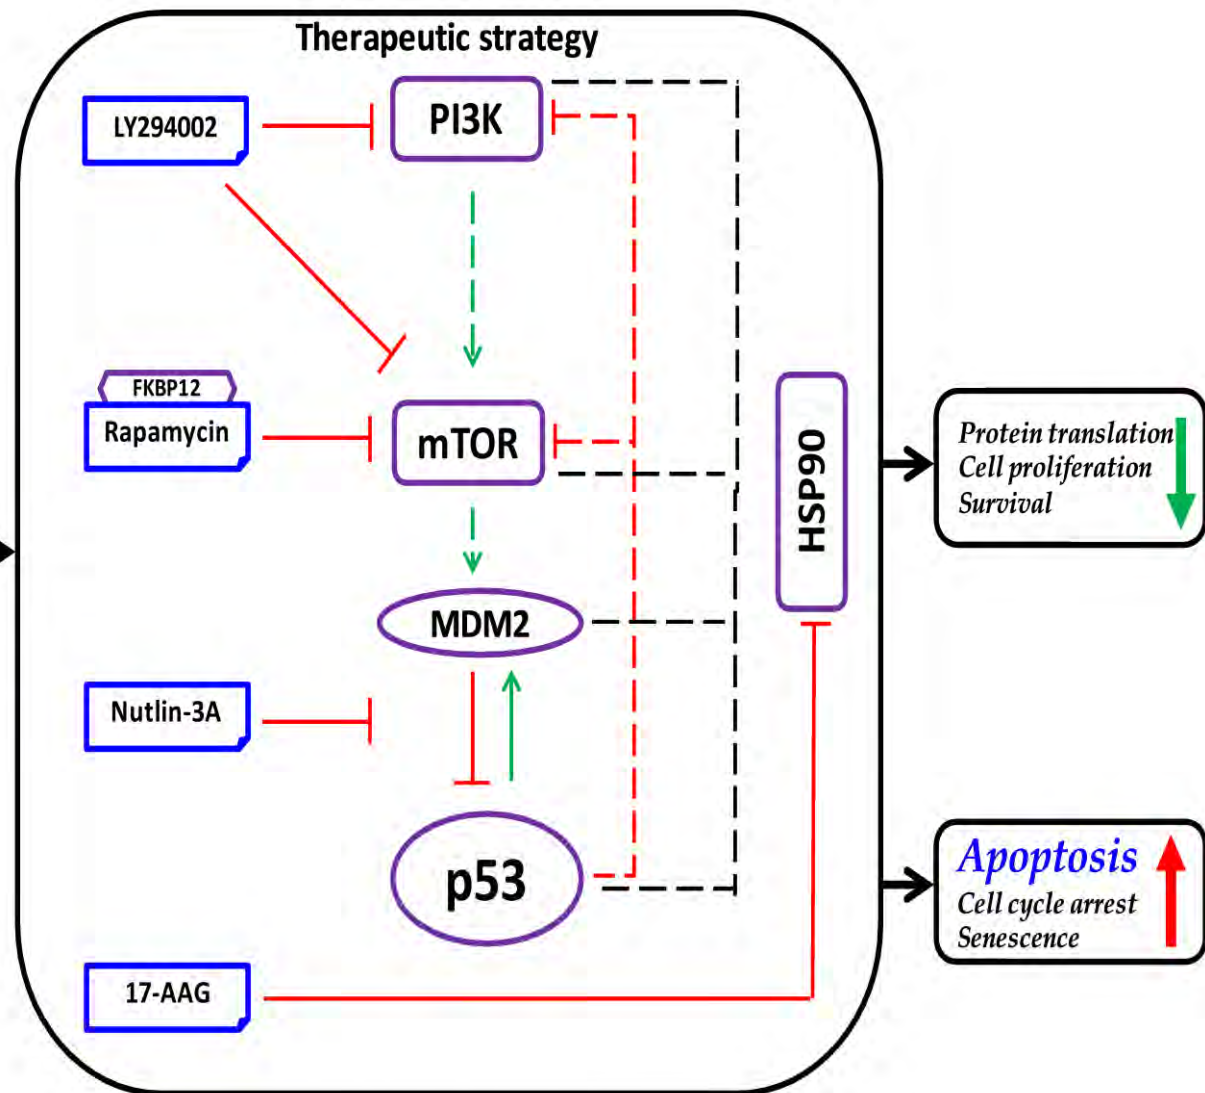 Therapeutic strategy
LY294002
PI3K
FKBP12
Rapamycin
mTOR
HSP90
Protein translation
Cell proliferation
Survival
MDM2
Nutlin-3A
p53
Apoptosis
Cell cycle arrest
Senescence
17-AAG